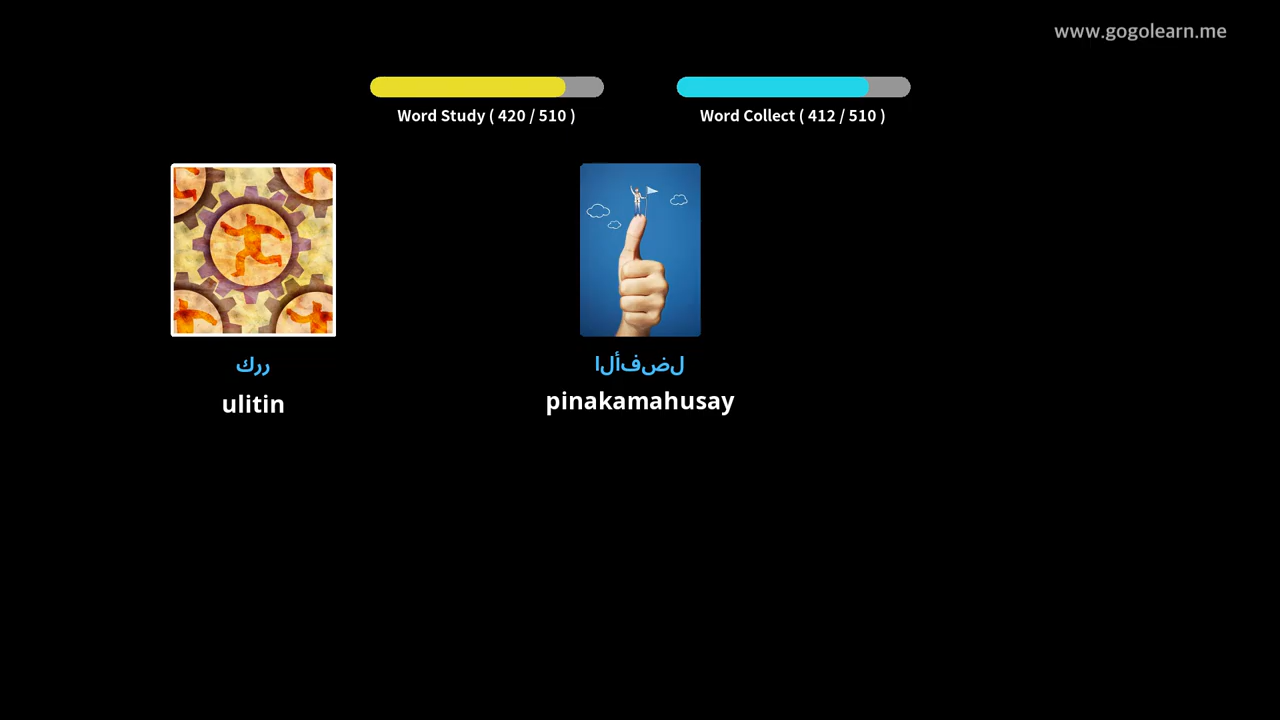 www.gogolearn.me
Word Study ( 420 / 510 )
Word Collect ( 412 / 510 )
كرر
ulitin
الأفضل
pinakamahusay